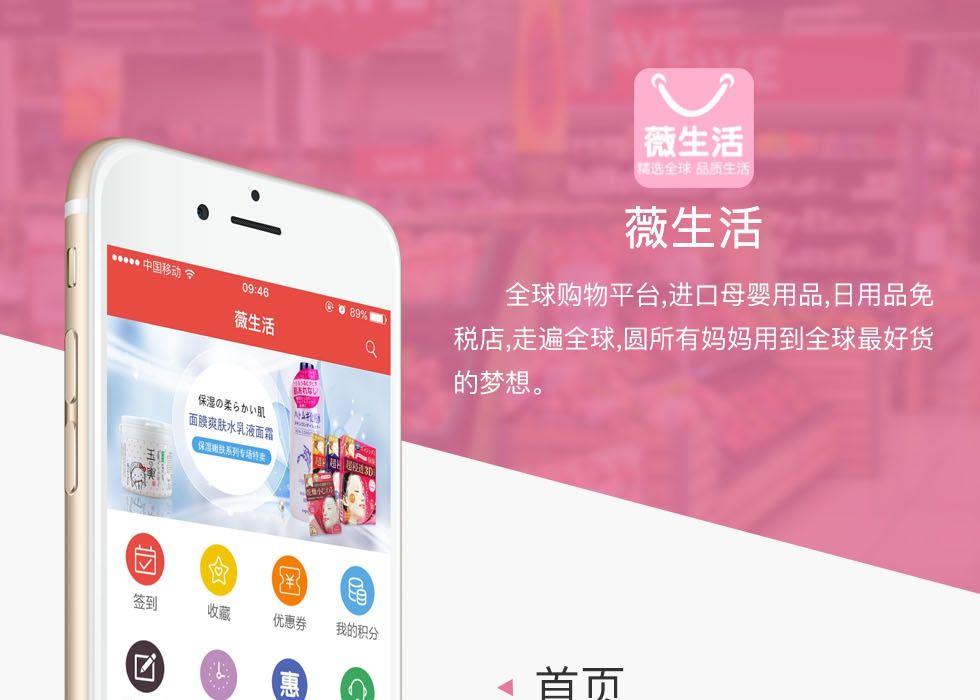 SAVE
SAVE
薇生活
精选全球 品质生活
薇生活
全球购物平台,进口母婴用品,日用品免
税店,走遍全球,圆所有妈妈用到全球最好货
的梦想。
中国移动
09:46
89%
薇生活
保湿の柔らかい肌
面膜爽肤水乳液面霜
保湿嫩肤系列专场特卖
签到
收藏
优惠券
我的积分
惠
首页